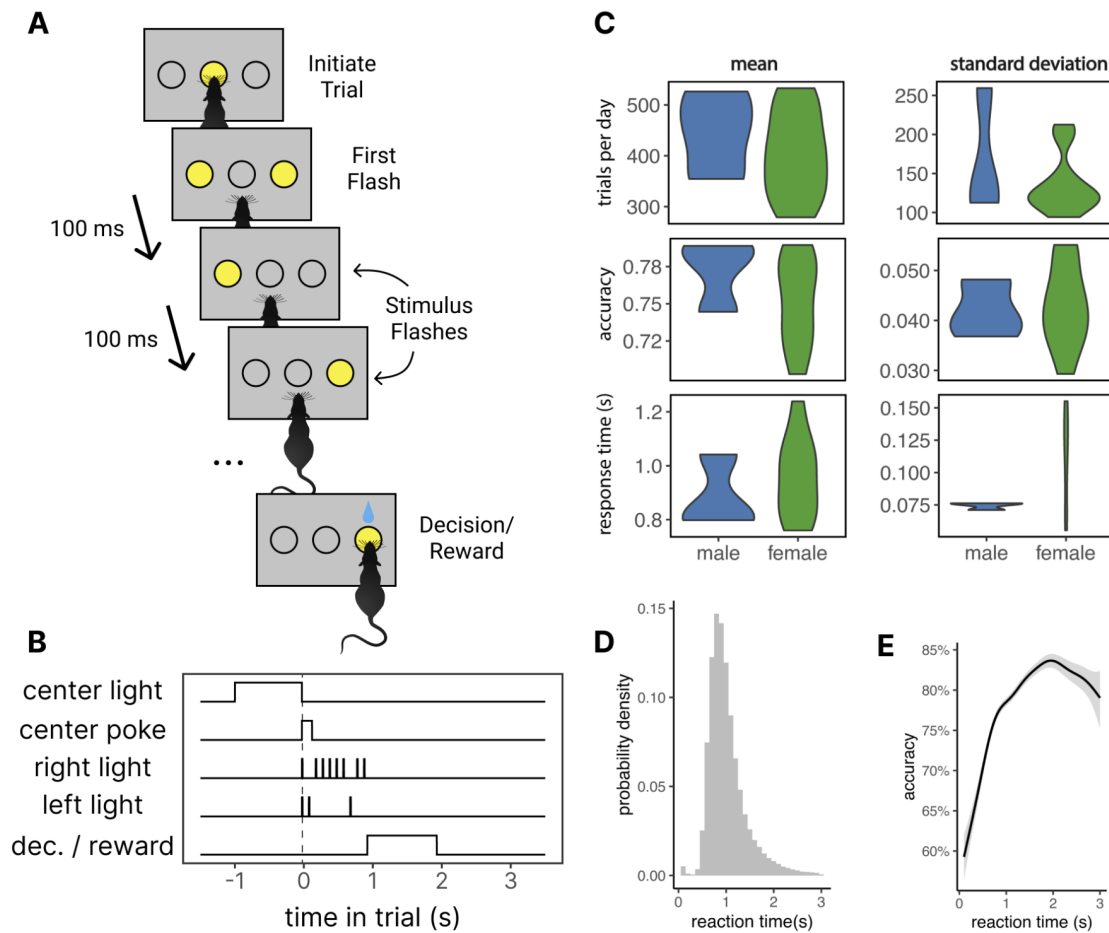 A
Initiate
Trial
First
Flash
100 ms
Stimulus
Flashes
100 ms
...
Decision/
Reward
B
center light
center poke
right light
left light
dec. / reward
-1 0 1 2 3
time in trial (s)
C
mean standard deviation
trials per day
500
400
300
250
200
150
100
accuracy
0.78
0.75
0.72
0.050
0.040
0.030
response time (s)
1.2
1.0
0.8
0.150
0.125
0.100
0.075
male female male female
D
probability density
0.15
0.10
0.05
0.00
0 1 2 3
reaction time(s)
E
accuracy
85%
80%
75%
70%
65%
60%
0 1 2 3
reaction time (s)